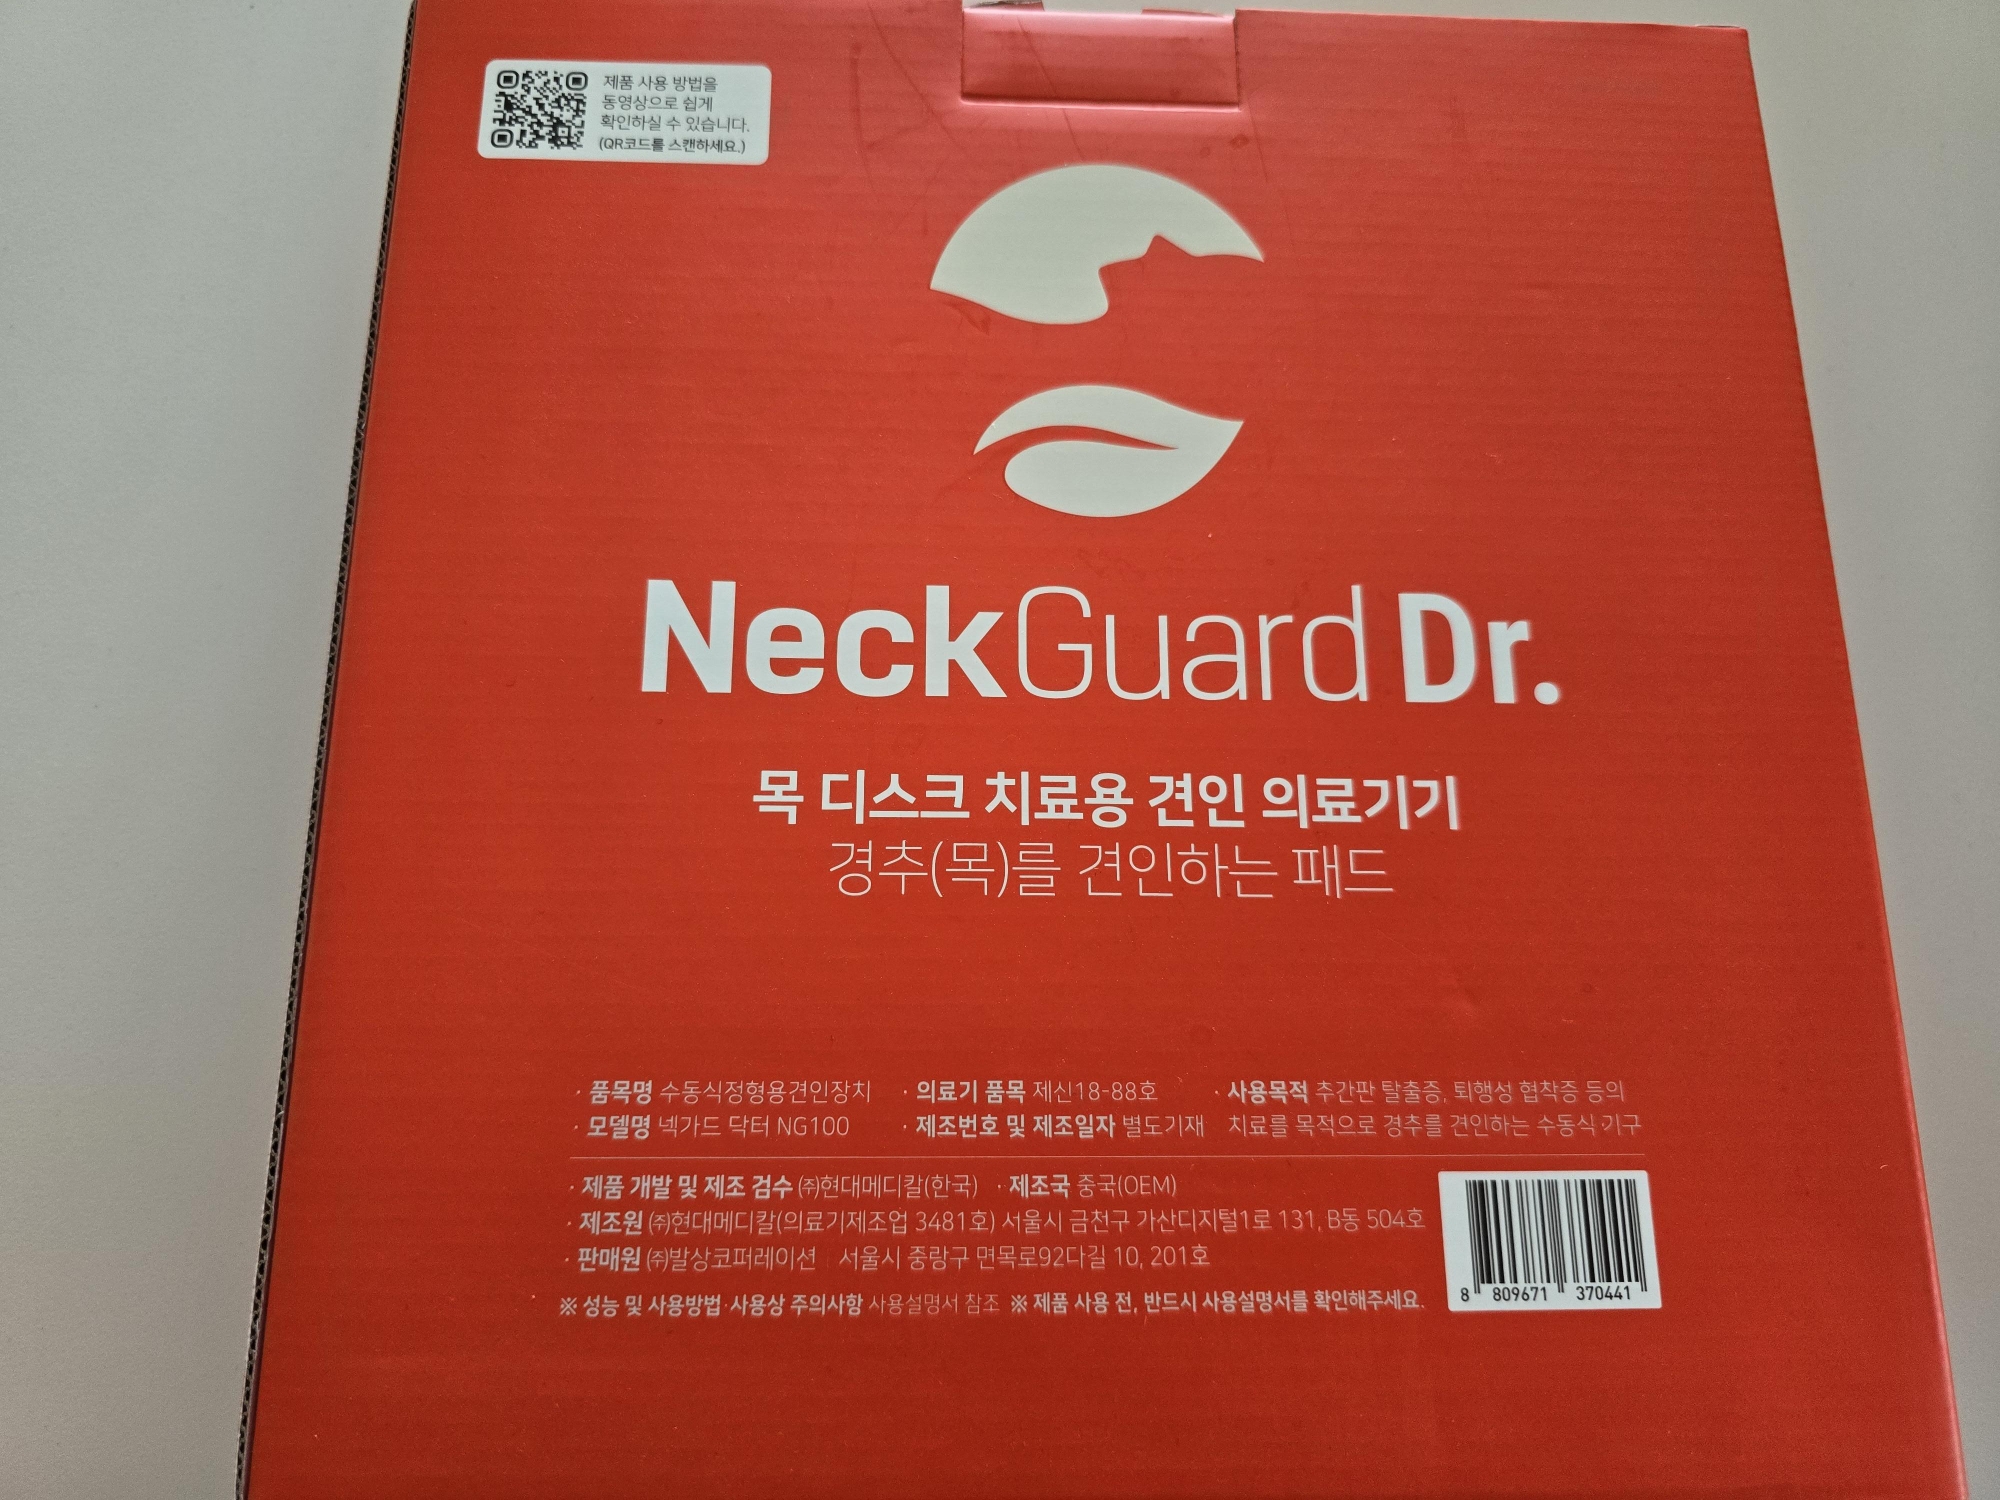 제품 사용 방법을
동영상으로 쉽게
확인하실 수 있습니다.
(QR코드를 스캔하세요.)
NeckGuard Dr.
목 디스크 치료용 견인 의료기기
경추(목)를 견인하는 패드
· 품목명 수동식정형용견인장치 · 의료기 품목 제신18-88호 · 사용목적 추간판 탈출증, 퇴행성 협착증 등의
· 모델명 넥가드 닥터 NG100 · 제조번호 및 제조일자 별도기재 치료를 목적으로 경추를 견인하는 수동식 기구
· 제품 개발 및 제조 검수 ㈜현대메디칼(한국) · 제조국 중국(OEM)
· 제조원 ㈜현대메디칼(의료기제조업 3481호) 서울시 금천구 가산디지털1로 131, B동 504호
· 판매원 ㈜발상코퍼레이션 | 서울시 중랑구 면목로92다길 10, 201호
※ 성능 및 사용방법·사용상 주의사항 사용설명서 참조 ※ 제품 사용 전, 반드시 사용설명서를 확인해주세요.
8 809671 370441